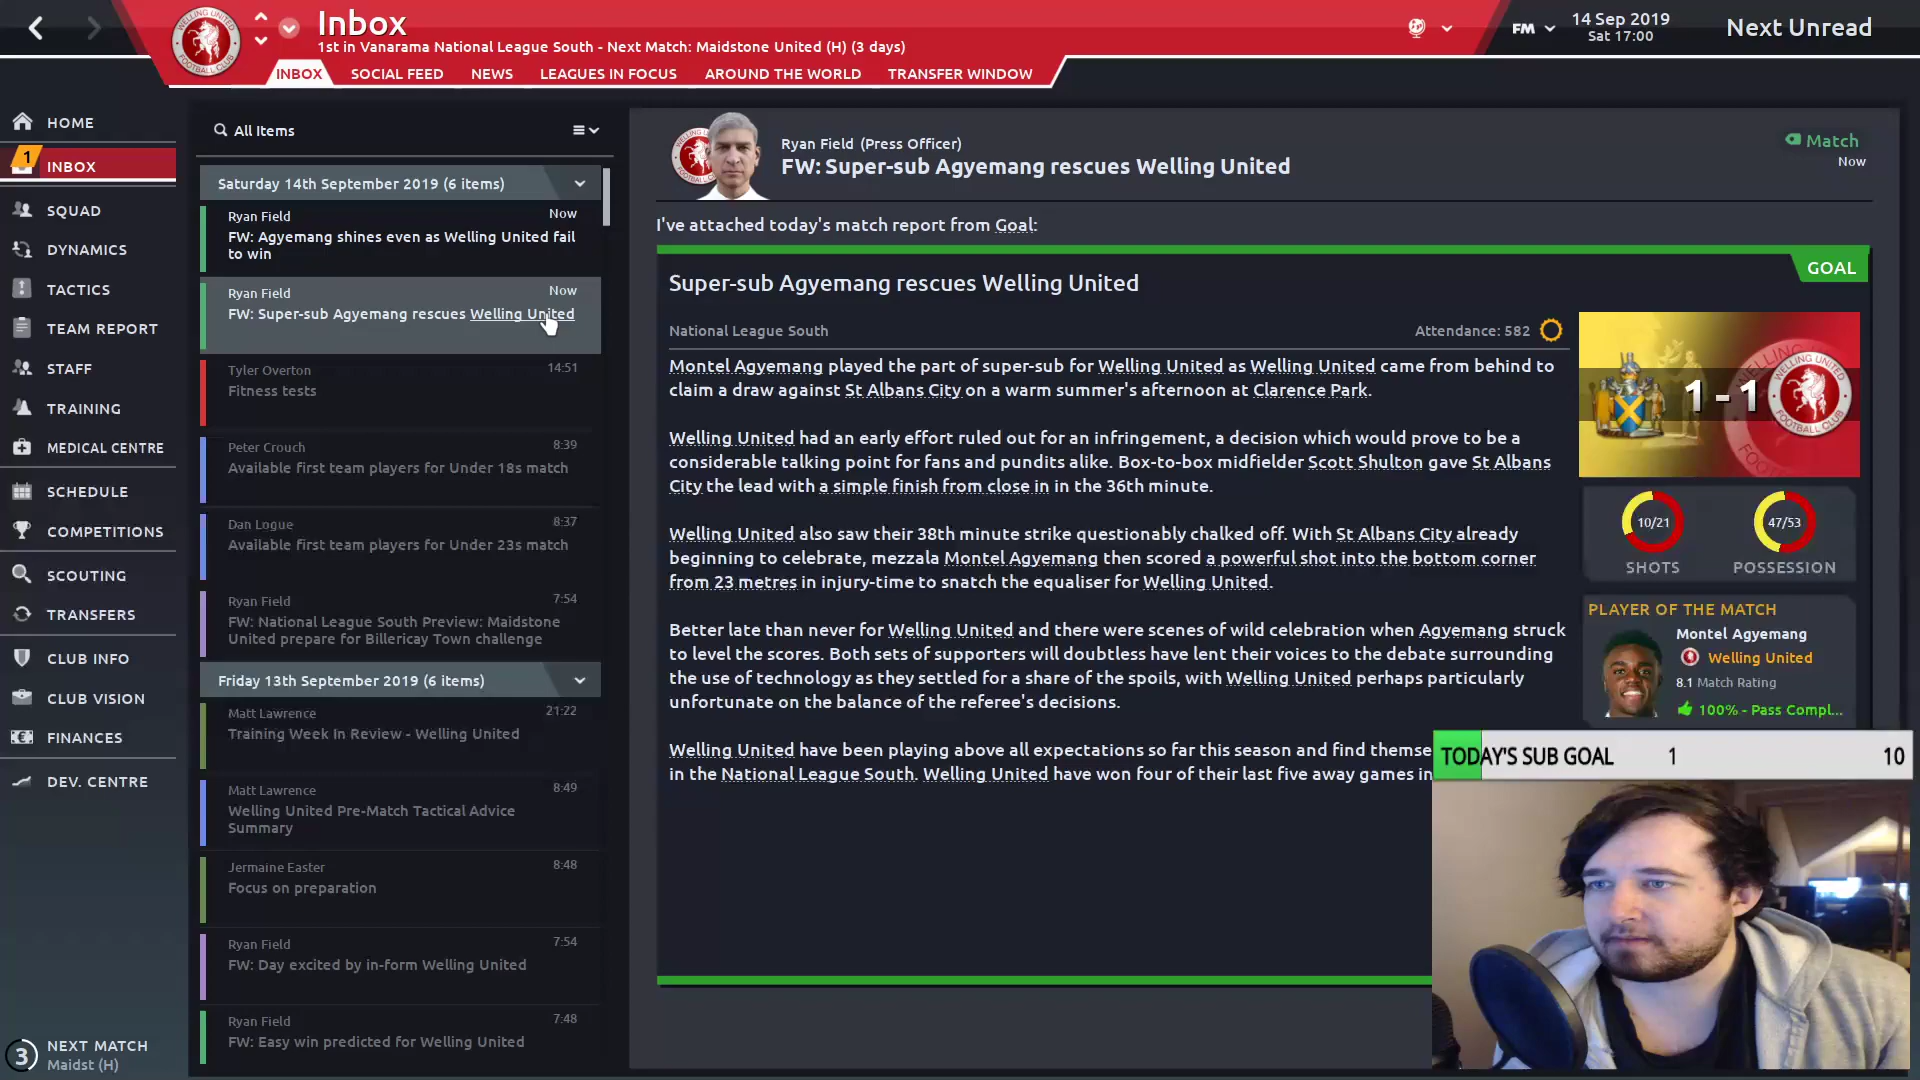 Inbox
1st in Vanarama National League South - Next Match: Maidstone United (H) (3 days)
FM
14 Sep 2019
Sat 17:00
Next Unread
INBOX
SOCIAL FEED
NEWS
LEAGUES IN FOCUS
AROUND THE WORLD
TRANSFER WINDOW
HOME
1
INBOX
SQUAD
DYNAMICS
TACTICS
TEAM REPORT
STAFF
TRAINING
MEDICAL CENTRE
SCHEDULE
COMPETITIONS
SCOUTING
TRANSFERS
CLUB INFO
CLUB VISION
FINANCES
DEV. CENTRE
3
NEXT MATCH
Maidst (H)
All Items
Saturday 14th September 2019 (6 items)
Ryan Field
Now
FW: Agyemang shines even as Welling United fail
to win
Ryan Field
Now
FW: Super-sub Agyemang rescues Welling United
Tyler Overton
14:51
Fitness tests
Peter Crouch
8:39
Available first team players for Under 18s match
Dan Logue
8:37
Available first team players for Under 23s match
Ryan Field
7:54
FW: National League South Preview: Maidstone
United prepare for Billericay Town challenge
Friday 13th September 2019 (6 items)
Matt Lawrence
21:22
Training Week In Review - Welling United
Matt Lawrence
8:49
Welling United Pre-Match Tactical Advice
Summary
Jermaine Easter
8:48
Focus on preparation
Ryan Field
7:54
FW: Day excited by in-form Welling United
Ryan Field
7:48
FW: Easy win predicted for Welling United
Ryan Field (Press Officer)
FW: Super-sub Agyemang rescues Welling United
Match
Now
I've attached today's match report from Goal:
GOAL
Super-sub Agyemang rescues Welling United
National League South
Attendance: 582
Montel Agyemang played the part of super-sub for Welling United as Welling United came from behind to
claim a draw against St Albans City on a warm summer's afternoon at Clarence Park.
Welling United had an early effort ruled out for an infringement, a decision which would prove to be a
considerable talking point for fans and pundits alike. Box-to-box midfielder Scott Shulton gave St Albans
City the lead with a simple finish from close in in the 36th minute.
Welling United also saw their 38th minute strike questionably chalked off. With St Albans City already
beginning to celebrate, mezzala Montel Agyemang then scored a powerful shot into the bottom corner
from 23 metres in injury-time to snatch the equaliser for Welling United.
Better late than never for Welling United and there were scenes of wild celebration when Agyemang struck
to level the scores. Both sets of supporters will doubtless have lent their voices to the debate surrounding
the use of technology as they settled for a share of the spoils, with Welling United perhaps particularly
unfortunate on the balance of the referee's decisions.
Welling United have been playing above all expectations so far this season and find themse
in the National League South. Welling United have won four of their last five away games in
1 - 1
10/21
SHOTS
47/53
POSSESSION
PLAYER OF THE MATCH
Montel Agyemang
Welling United
8.1 Match Rating
100% - Pass Compl...
TODAY'S SUB GOAL
1
10